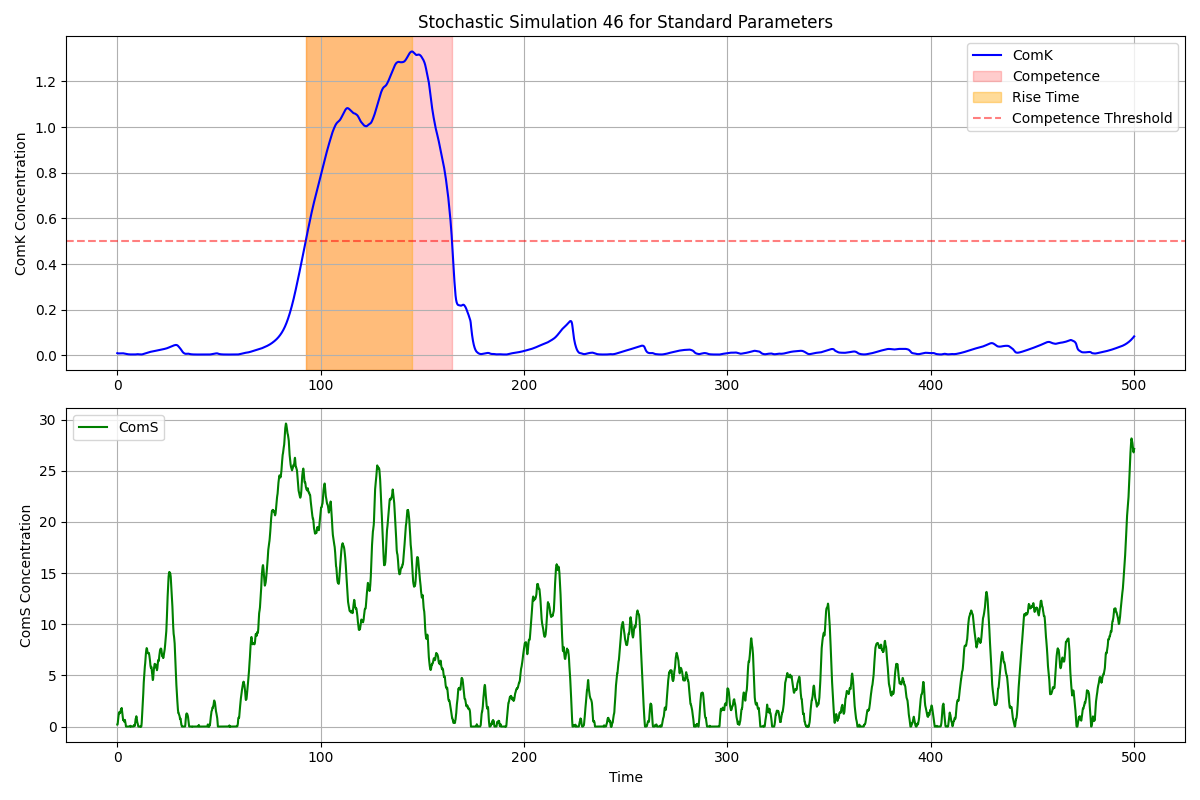 Stochastic Simulation 46 for Standard Parameters
ComK Concentration
1.2
1.0
0.8
0.6
0.4
0.2
0.0
ComK
Competence
Rise Time
Competence Threshold
0 100 200 300 400 500
ComS Concentration
30
25
20
15
10
5
0
ComS
0 100 200 300 400 500
Time